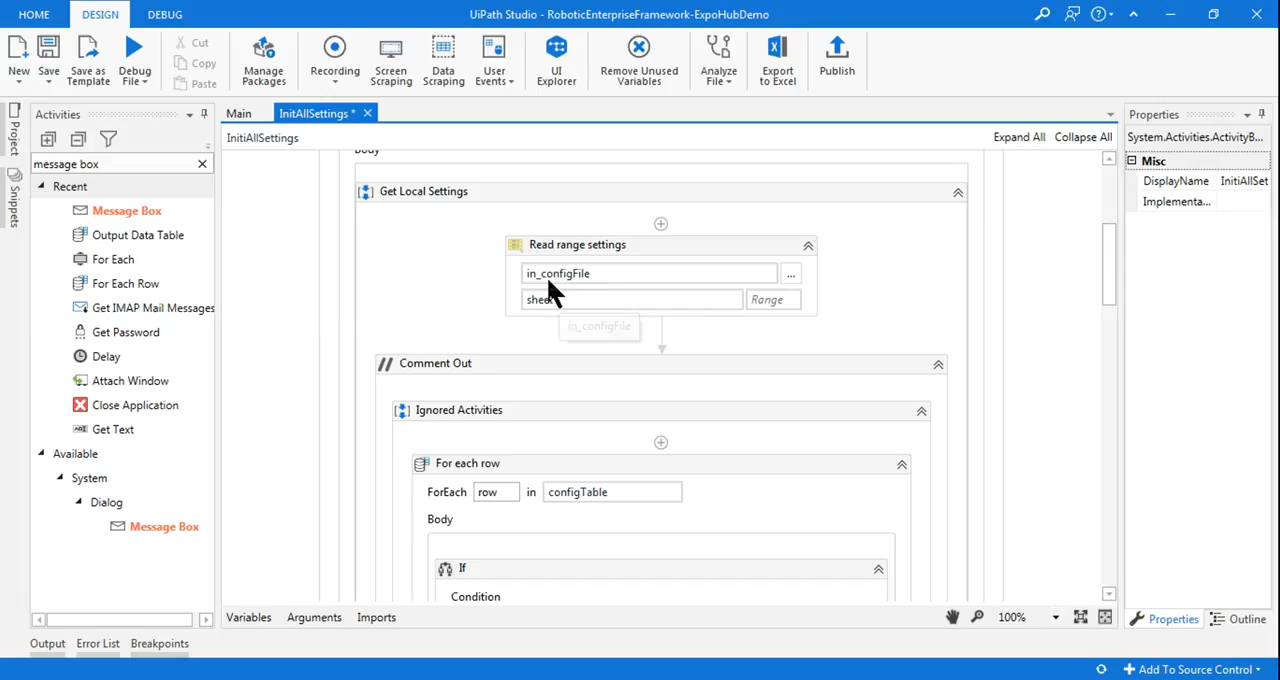 HOME DESIGN DEBUG UiPath Studio - RoboticEnterpriseFramework-ExpoHubDemo
New Save Save as Template Debug File Cut Copy Paste Manage Packages Recording Screen Scraping Data Scraping User Events UI Explorer Remove Unused Variables Analyze File Export to Excel Publish
Project
Snippets
Activities
message box
Recent
Message Box
Output Data Table
For Each
For Each Row
Get IMAP Mail Messages
Get Password
Delay
Attach Window
Close Application
Get Text
Available
System
Dialog
Message Box
Main InitAllSettings *
InitiAllSettings Expand All Collapse All
Body
Get Local Settings
Read range settings
in_configFile ...
Range
in_configFile
// Comment Out
Ignored Activities
For each row
ForEach row in configTable
Body
If
Condition
Variables Arguments Imports 100%
Properties
System.Activities.ActivityB...
Misc
DisplayName InitiAllSet
Implementa...
Properties Outline
Output Error List Breakpoints
Add To Source Control